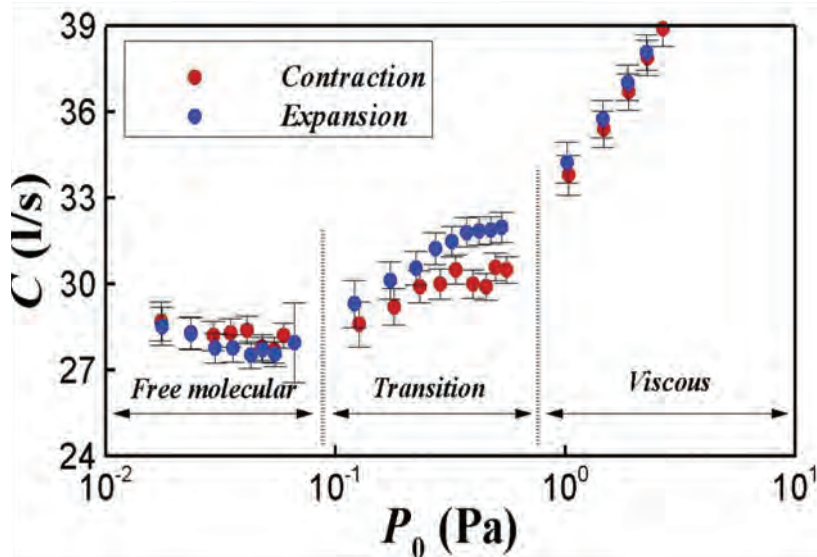 39
36
33
30
27
24
C (l/s)
Contraction
Expansion
Free molecular
Transition
Viscous
10⁻²
10⁻¹
10⁰
10¹
P₀ (Pa)